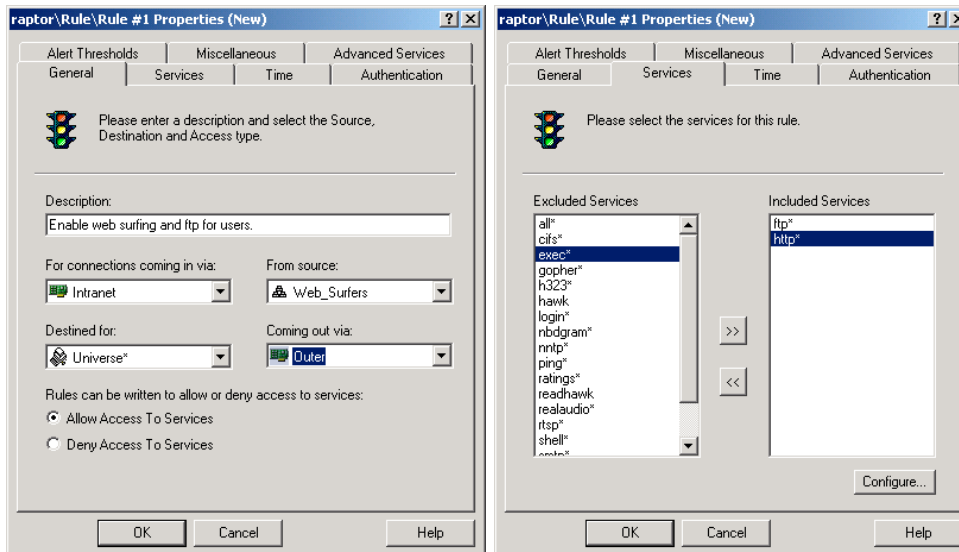 raptor\Rule\Rule #1 Properties (New)
Alert Thresholds Miscellaneous Advanced Services
General Services Time Authentication
Please enter a description and select the Source,
Destination and Access type.
Description:
Enable web surfing and ftp for users.
For connections coming in via: From source:
Intranet Web_Surfers
Destined for: Coming out via:
Universe* Outer
Rules can be written to allow or deny access to services:
Allow Access To Services
Deny Access To Services
OK Cancel Help
raptor\Rule\Rule #1 Properties (New)
Alert Thresholds Miscellaneous Advanced Services
General Services Time Authentication
Please select the services for this rule.
Excluded Services
all*
cifs*
exec*
gopher*
h323*
hawk
login*
nbdgram*
nntp*
ping*
ratings*
readhawk
realaudio*
rtsp*
shell*
>>
<<
Included Services
ftp*
http*
Configure...
OK Cancel Help